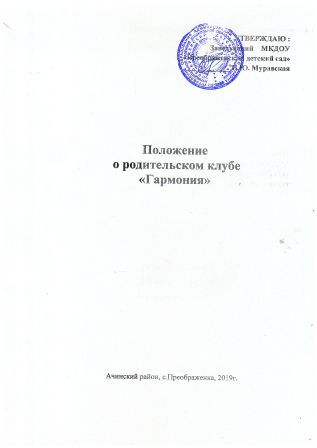 УТВЕРЖДАЮ :
Заведующий МКДОУ
«Преображенский детский сад»
Ю. Муравская
Положение
о родительском клубе
«Гармония»
Ачинский район, с.Преображенка, 2019г.